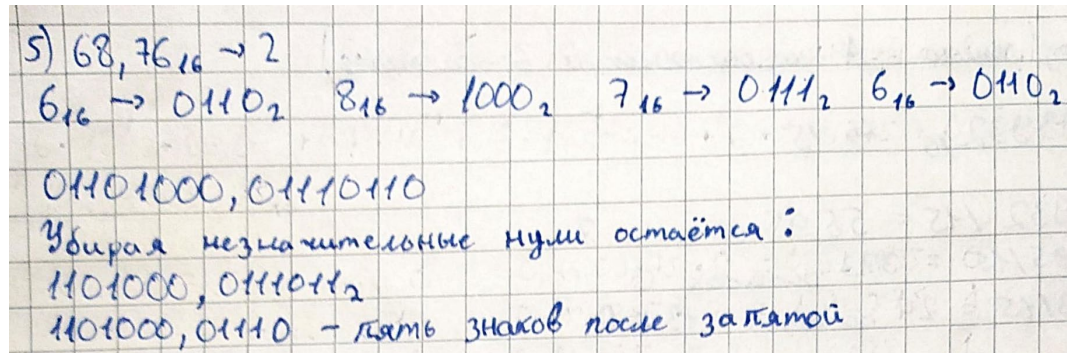 5) 68,76₁₆ → 2
6₁₆ → 0110₂ 8₁₆ → 1000₂ 7₁₆ → 0111₂ 6₁₆ → 0110₂
01101000,01110110
Убирая незначительные нули остаётся:
1101000,0111011₂
1101000,01110 - пять знаков после запятой